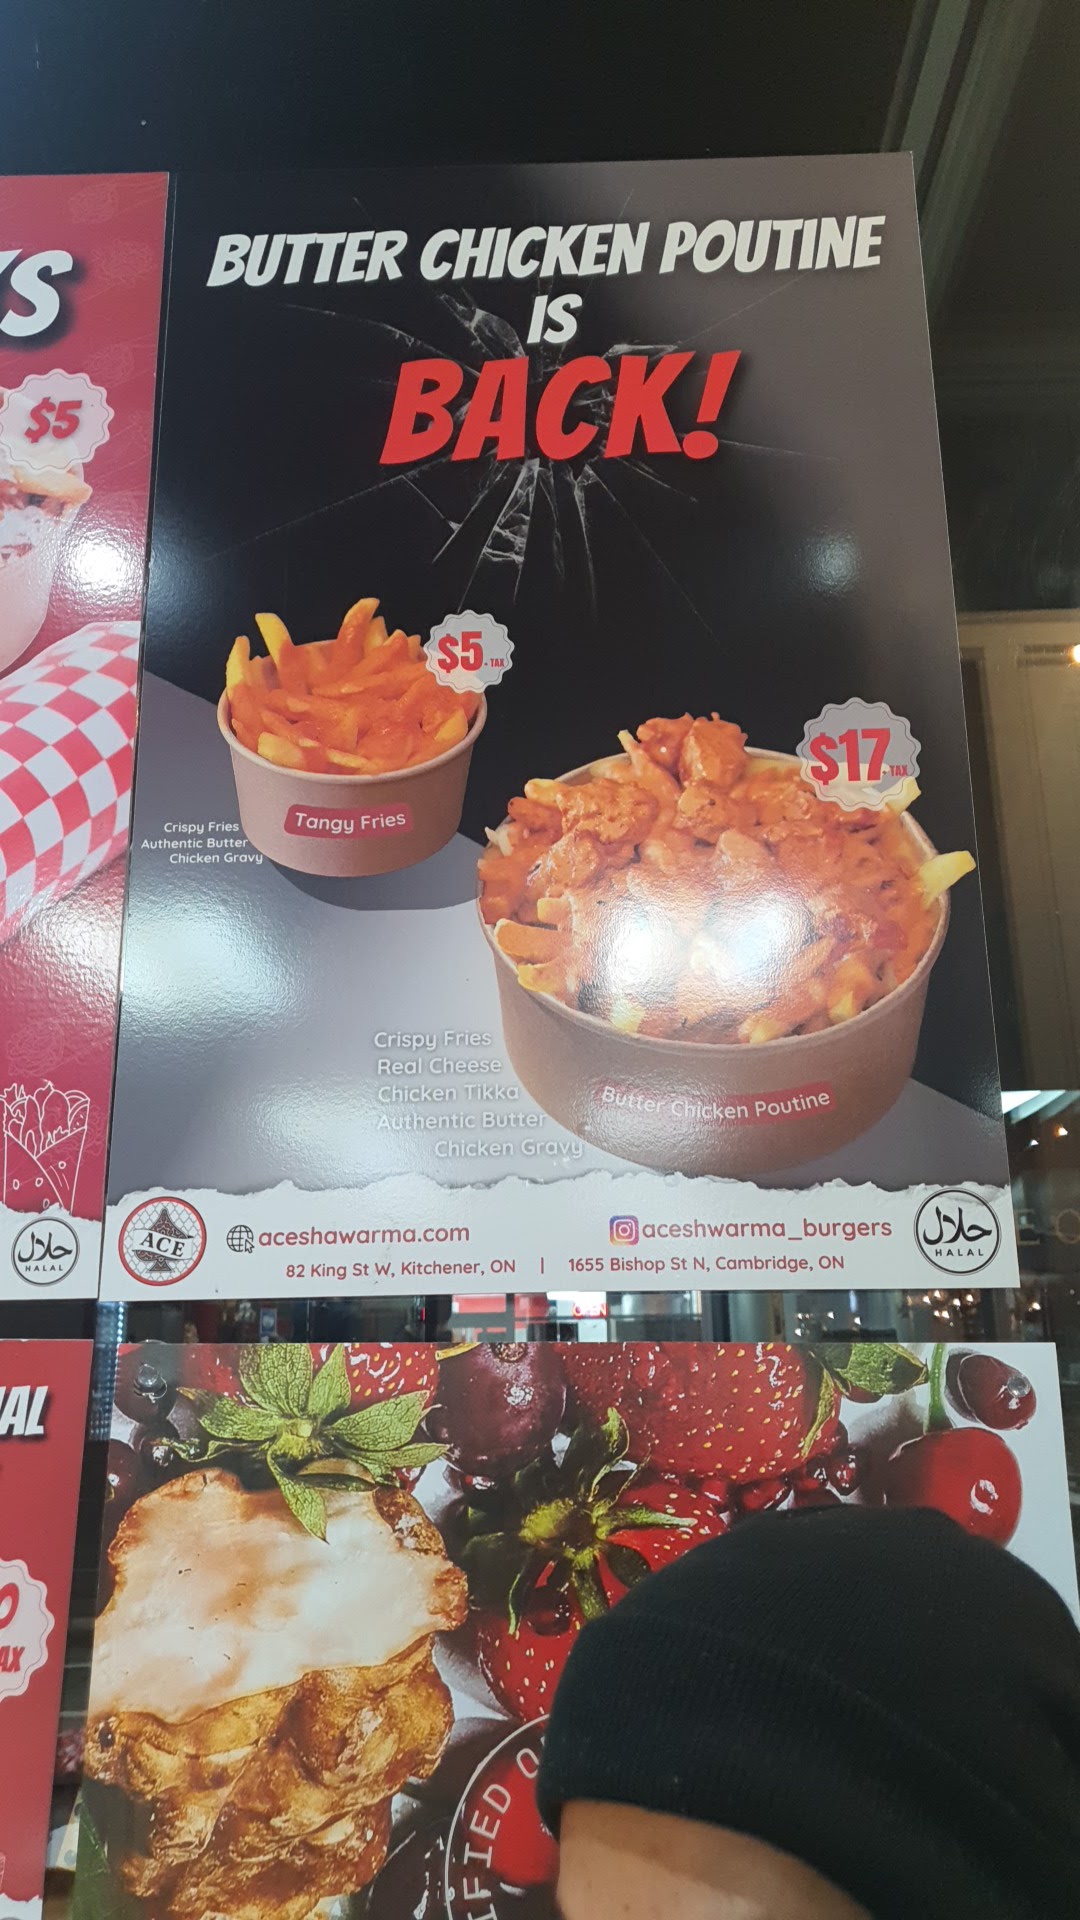 BUTTER CHICKEN POUTINE
IS
BACK!
$5
$5+TAX
Tangy Fries
Crispy Fries
Authentic Butter
Chicken Gravy
$17+TAX
Crispy Fries
Real Cheese
Chicken Tikka
Authentic Butter
Chicken Gravy
Butter Chicken Poutine
ACE
aceshawarma.com
aceshwarma_burgers
حلال
HALAL
82 King St W, Kitchener, ON | 1655 Bishop St N, Cambridge, ON
حلال
HALAL
OPEN